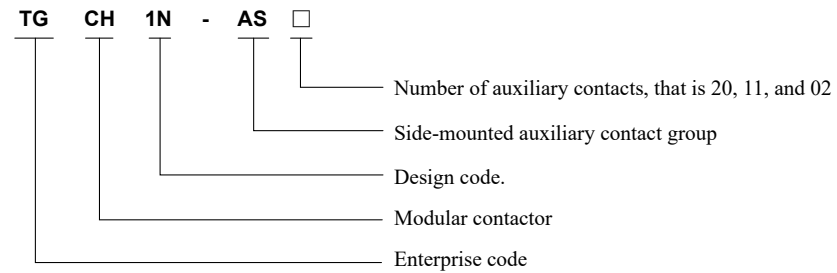 TG CH 1N - AS □
Number of auxiliary contacts, that is 20, 11, and 02
Side-mounted auxiliary contact group
Design code.
Modular contactor
Enterprise code